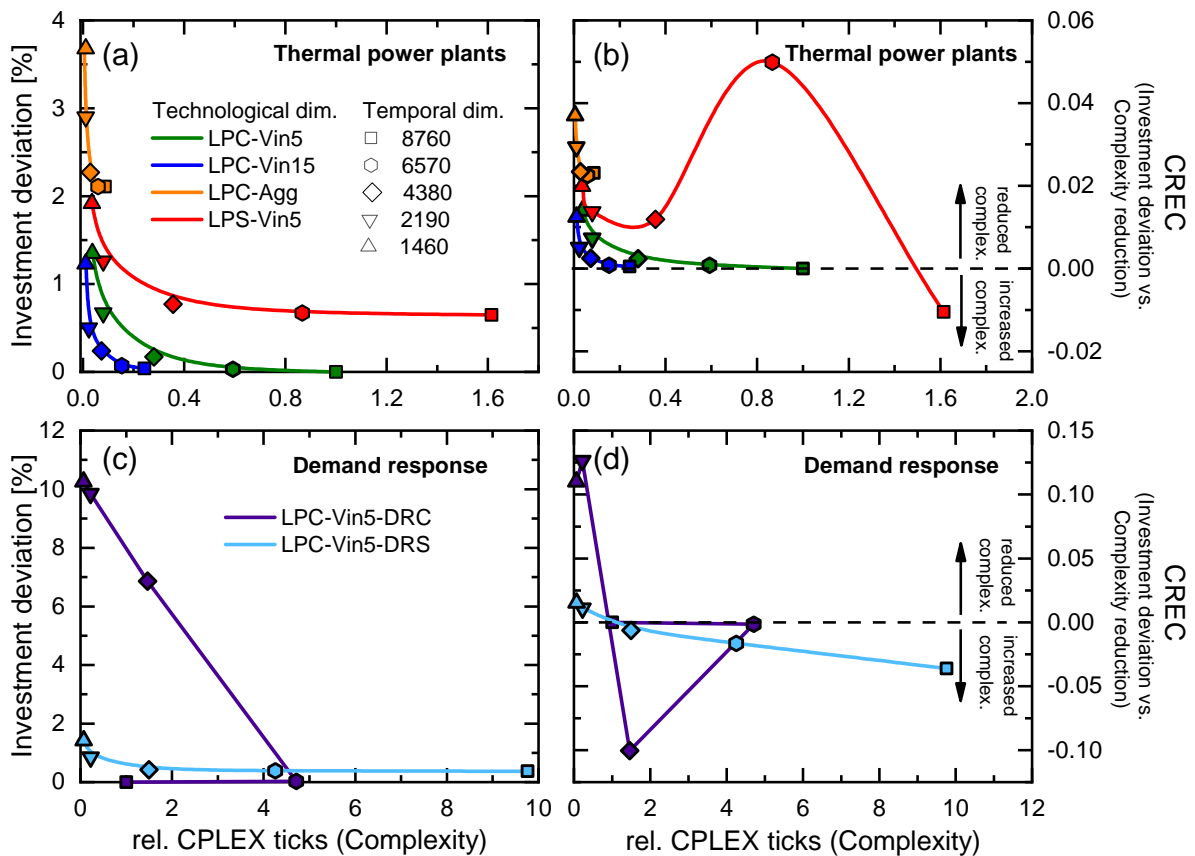 (a)
Thermal power plants
Technological dim.
Temporal dim.
LPC-Vin5
LPC-Vin15
LPC-Agg
LPS-Vin5
8760
6570
4380
2190
1460
Investment deviation [%]
4
3
2
1
0
0.0
0.4
0.8
1.2
1.6
(b)
Thermal power plants
reduced
complex.
increased
complex.
0.06
0.04
0.02
0.00
-0.02
CREC
(Investment deviation vs.
Complexity reduction)
0.0
0.4
0.8
1.2
1.6
2.0
(c)
Demand response
LPC-Vin5-DRC
LPC-Vin5-DRS
Investment deviation [%]
12
10
8
6
4
2
0
0
2
4
6
8
10
rel. CPLEX ticks (Complexity)
(d)
Demand response
reduced
complex.
increased
complex.
0.15
0.10
0.05
0.00
-0.05
-0.10
CREC
(Investment deviation vs.
Complexity reduction)
0
2
4
6
8
10
12
rel. CPLEX ticks (Complexity)